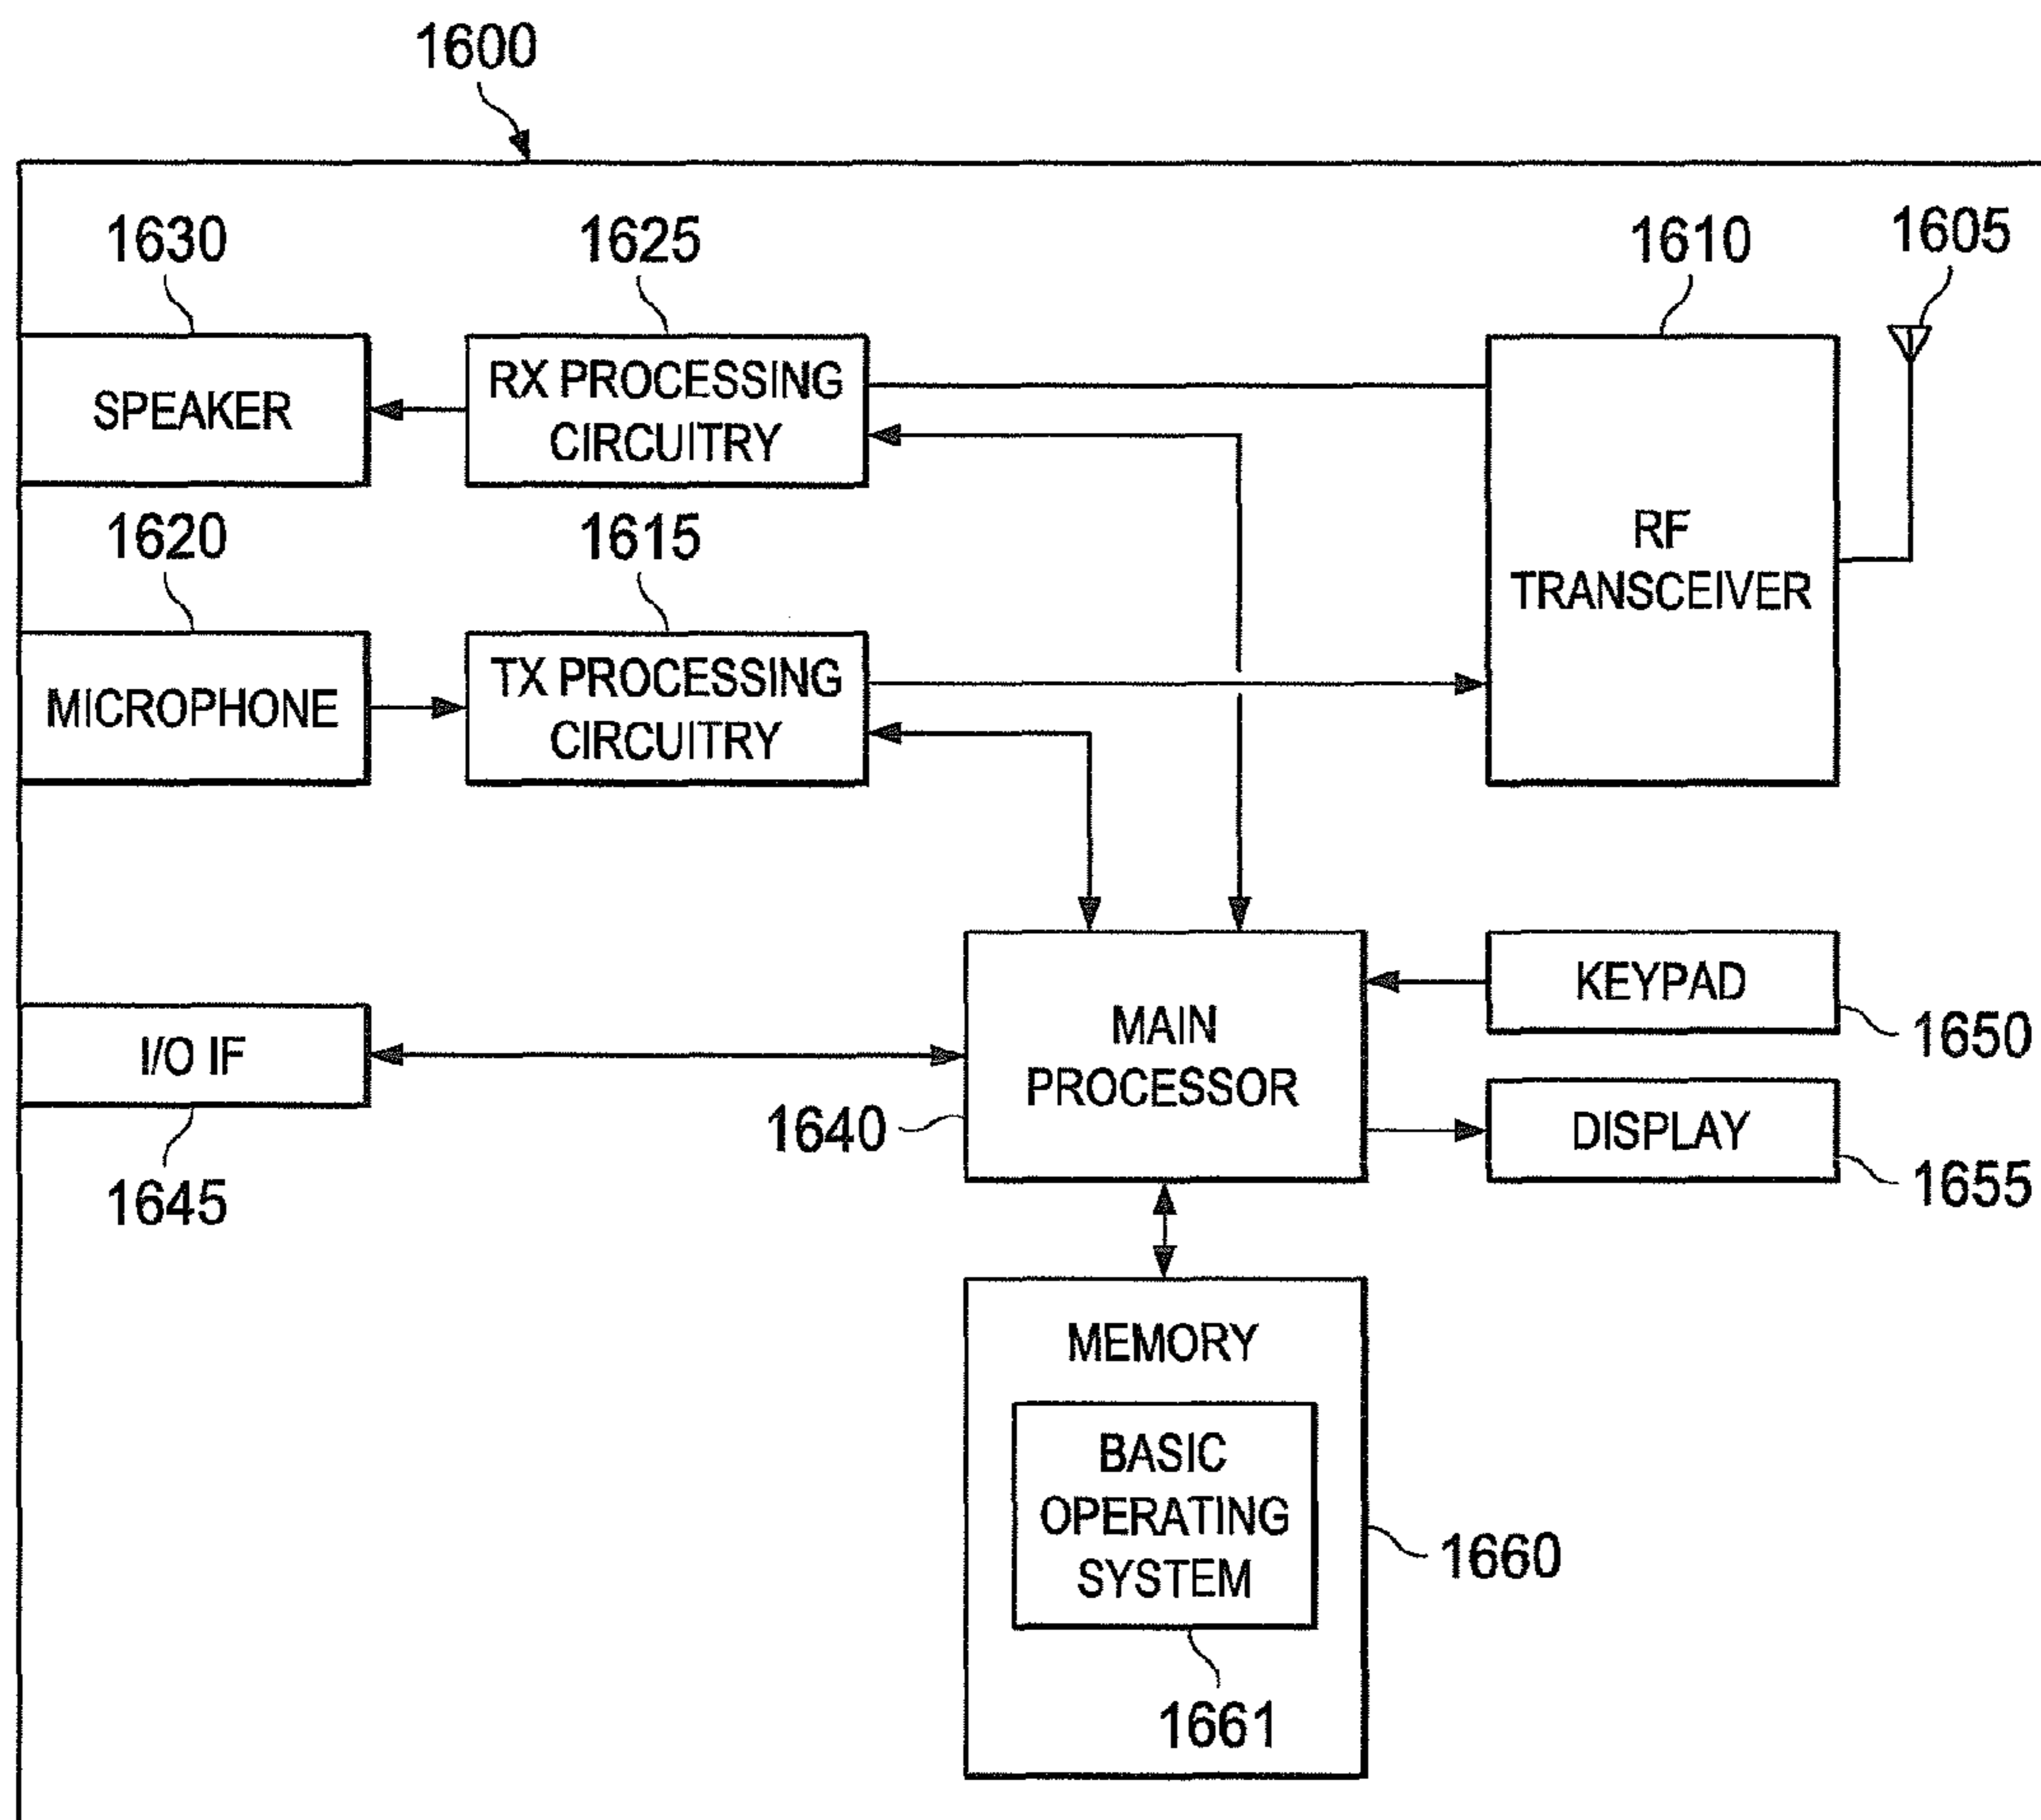 1600
1630
1625
1610
1605
SPEAKER
RX PROCESSING
CIRCUITRY
RF
TRANSCEIVER
1620
1615
MICROPHONE
TX PROCESSING
CIRCUITRY
I/O IF
1645
MAIN
PROCESSOR
1640
KEYPAD
1650
DISPLAY
1655
MEMORY
BASIC
OPERATING
SYSTEM
1660
1661